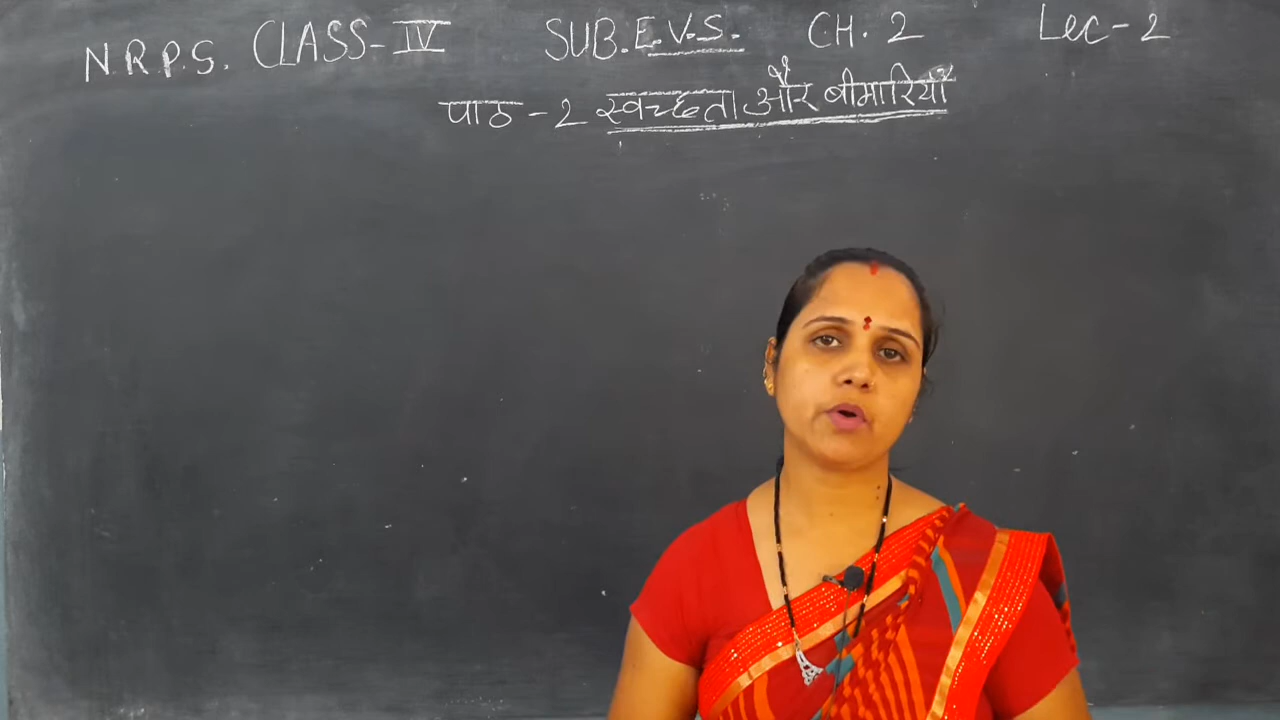 N.R.P.S. CLASS-IV SUB.E.V.S. CH.2 Lec-2
पाठ-2 स्वच्छता और बीमारियाँ